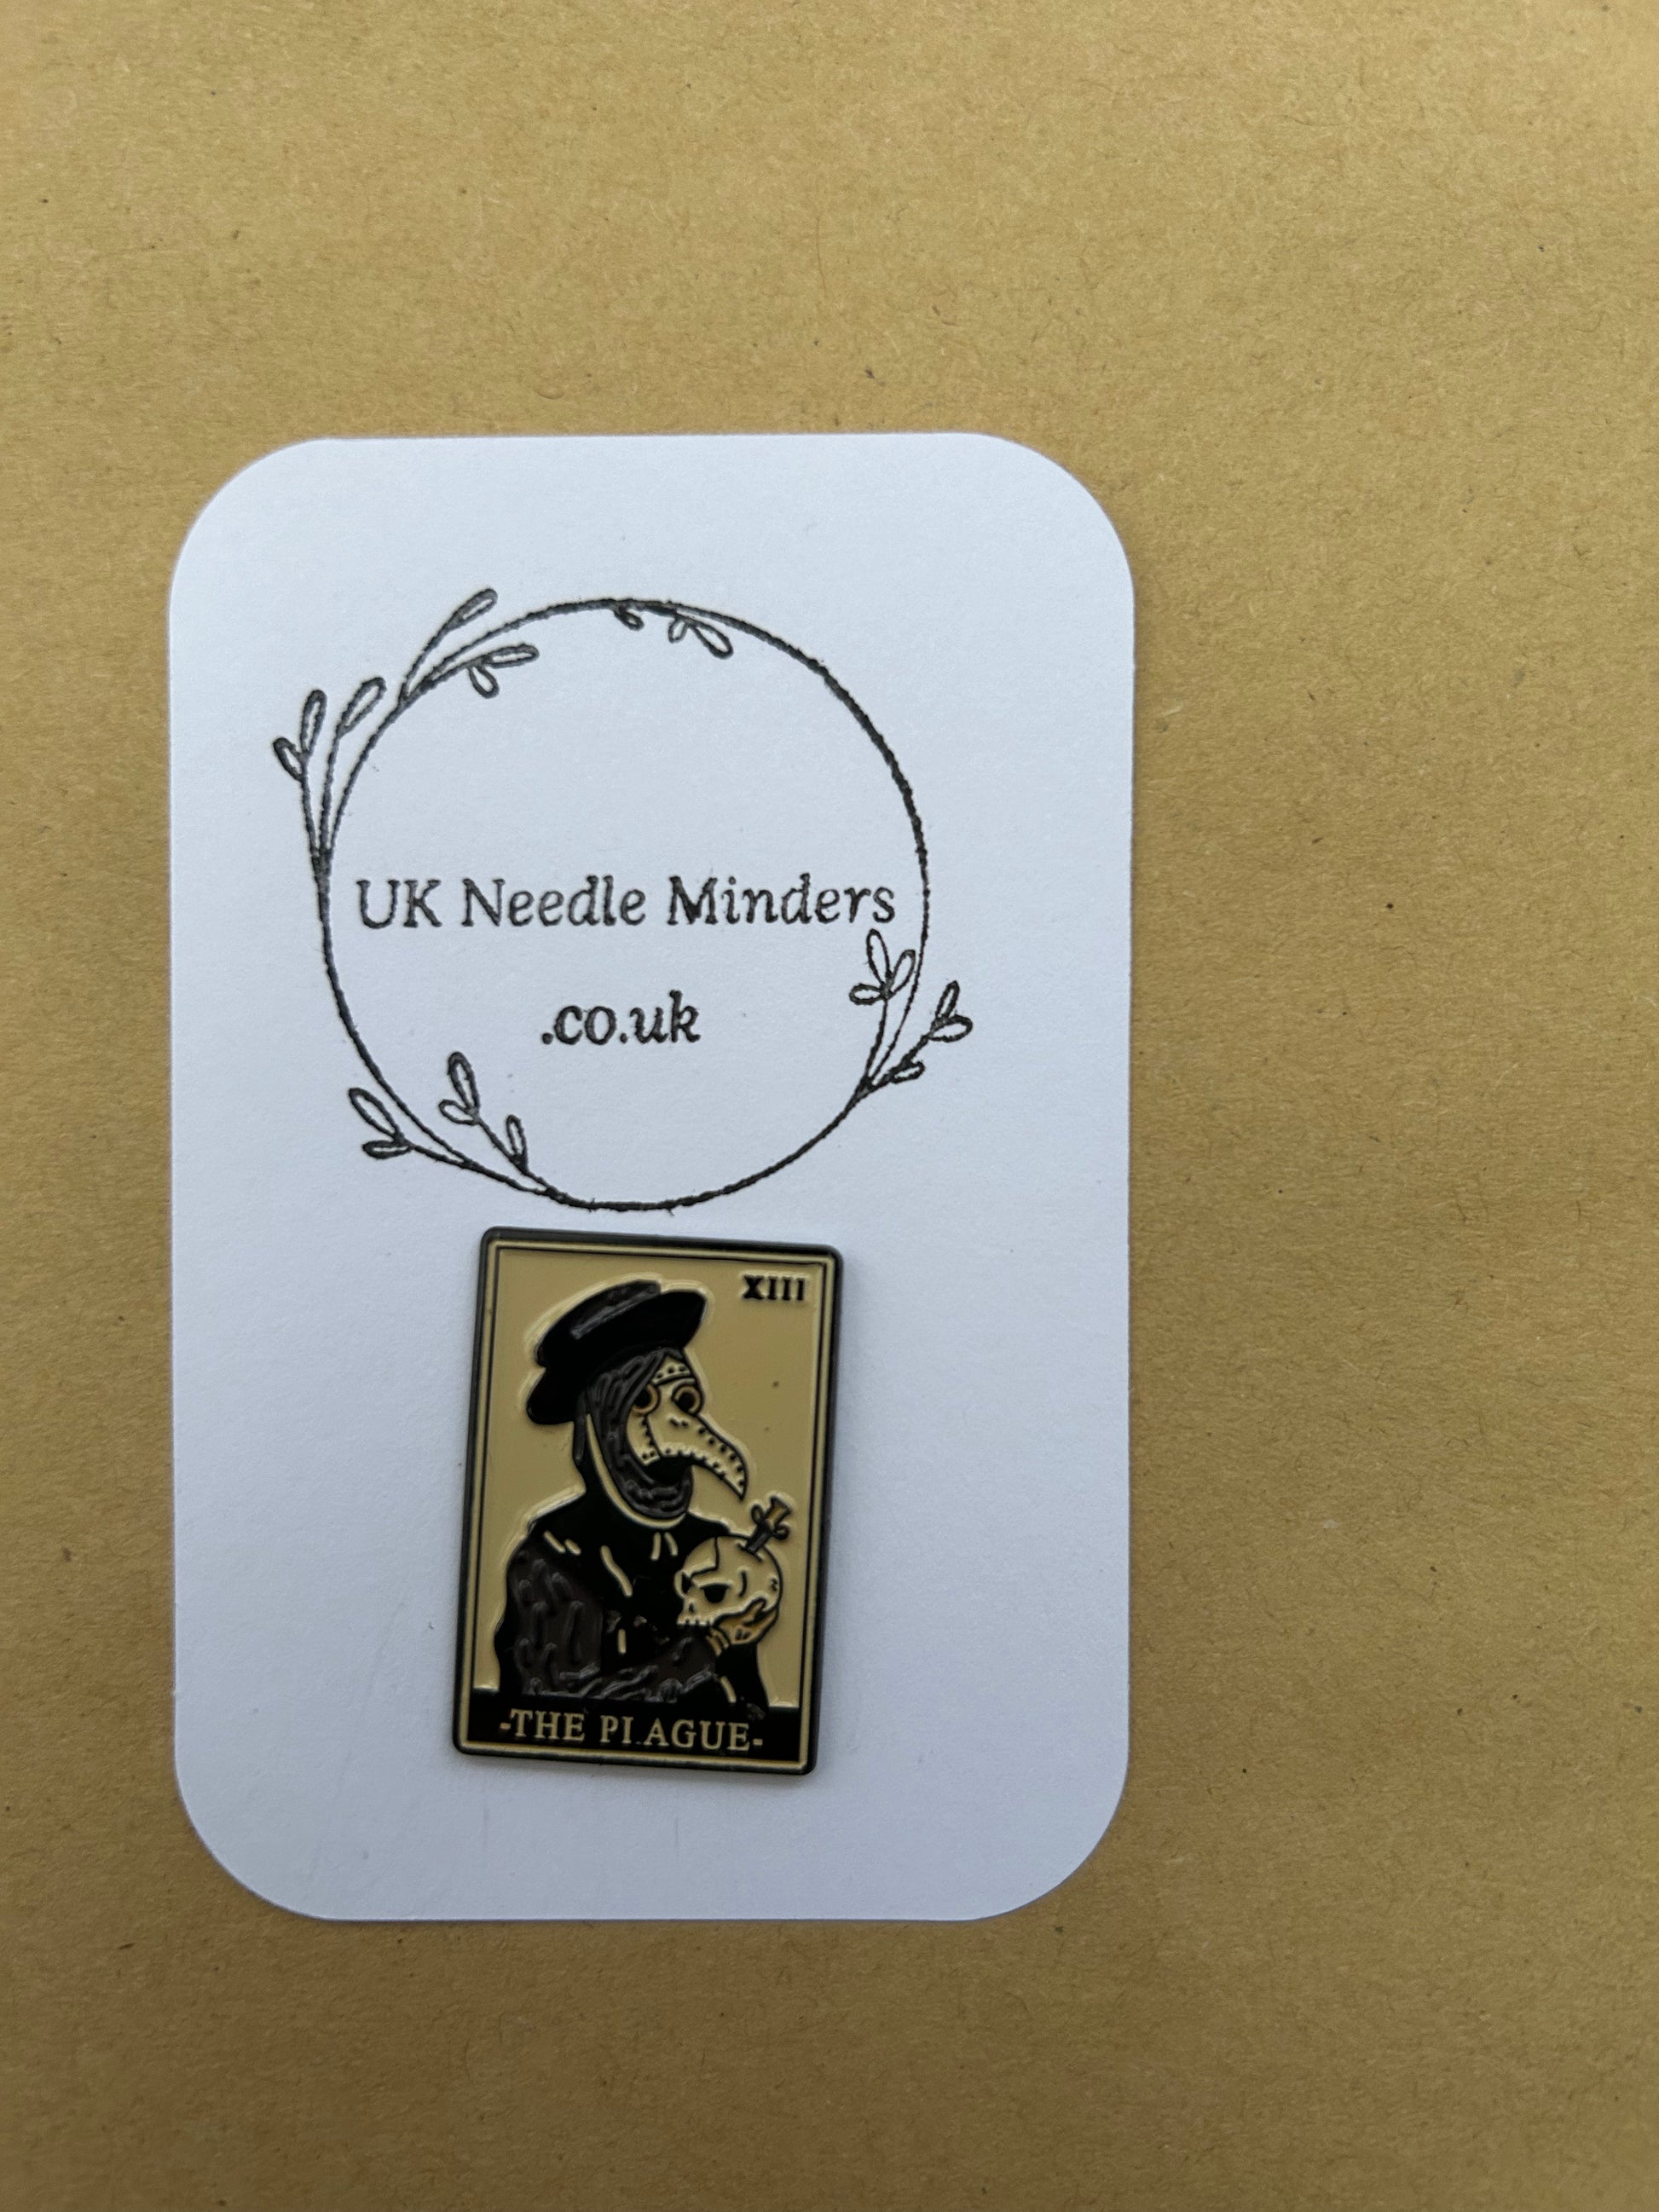 UK Needle Minders
.co.uk
XIII
-THE PLAGUE-